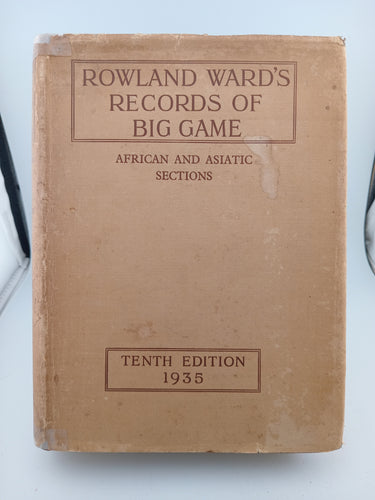 ROWLAND WARD'S
RECORDS OF
BIG GAME
AFRICAN AND ASIATIC
SECTIONS
TENTH EDITION
1935